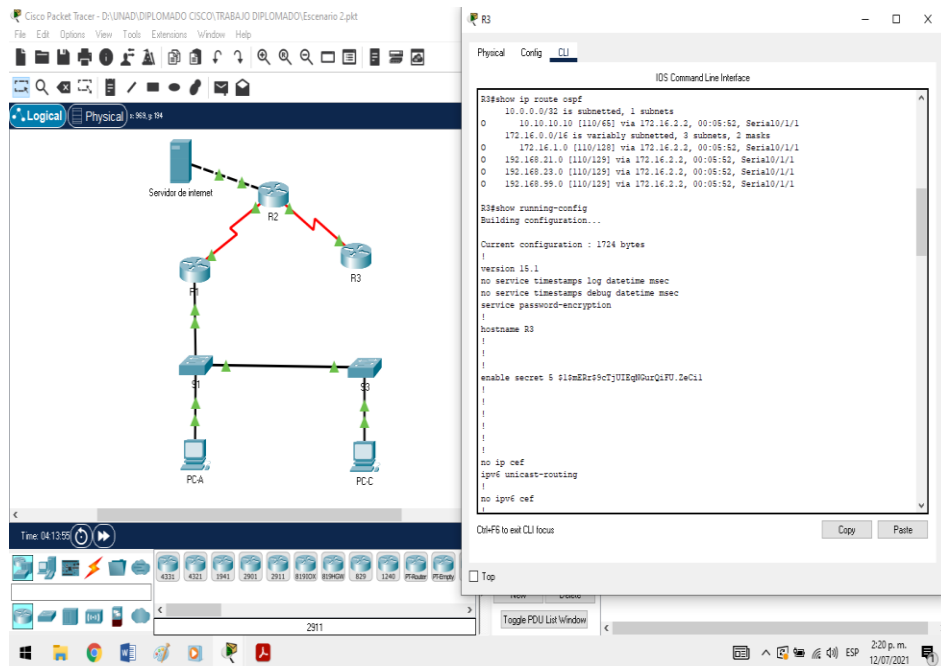 Cisco Packet Tracer - D:\UNAD\DIPLOMADO CISCO\TRABAJO DIPLOMADO\Escenario 2.pkt
File Edit Options View Tools Extensions Window Help
Logical Physical x: 969, y: 194
Servidor de internet
R2
R1
R3
S1
S3
PC-A
PC-C
Time: 04:13:55
4331 4321 1941 2901 2911 819IOX 819HGW 829 1240 PT-Router PT-Empty
2911
R3
Physical Config CLI
IOS Command Line Interface
R3#show ip route ospf
10.0.0.0/32 is subnetted, 1 subnets
O 10.10.10.10 [110/65] via 172.16.2.2, 00:05:52, Serial0/1/1
172.16.0.0/16 is variably subnetted, 3 subnets, 2 masks
O 172.16.1.0 [110/128] via 172.16.2.2, 00:05:52, Serial0/1/1
O 192.168.21.0 [110/129] via 172.16.2.2, 00:05:52, Serial0/1/1
O 192.168.23.0 [110/129] via 172.16.2.2, 00:05:52, Serial0/1/1
O 192.168.99.0 [110/129] via 172.16.2.2, 00:05:52, Serial0/1/1
R3#show running-config
Building configuration...
Current configuration : 1724 bytes
!
version 15.1
no service timestamps log datetime msec
no service timestamps debug datetime msec
service password-encryption
!
hostname R3
!
!
!
enable secret 5 $1$mERr$9cTjUIEgNGurQiFU.ZeCi1
!
!
!
!
!
!
no ip cef
ipv6 unicast-routing
!
no ipv6 cef
!
Ctrl+F6 to exit CLI focus
Copy Paste
Top
New Delete
Toggle PDU List Window
ESP
2:20 p. m.
12/07/2021